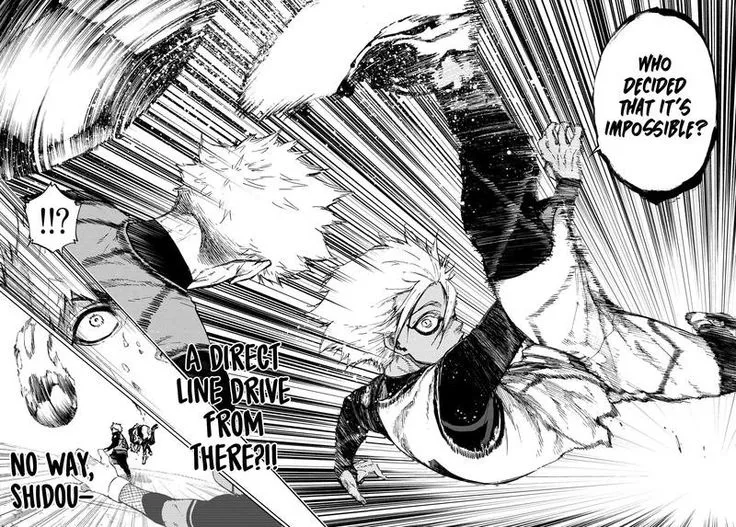 WHO
DECIDED
THAT IT'S
IMPOSSIBLE?
!!?
A DIRECT
LINE DRIVE
FROM
THERE?!!
NO WAY,
SHIDOU–